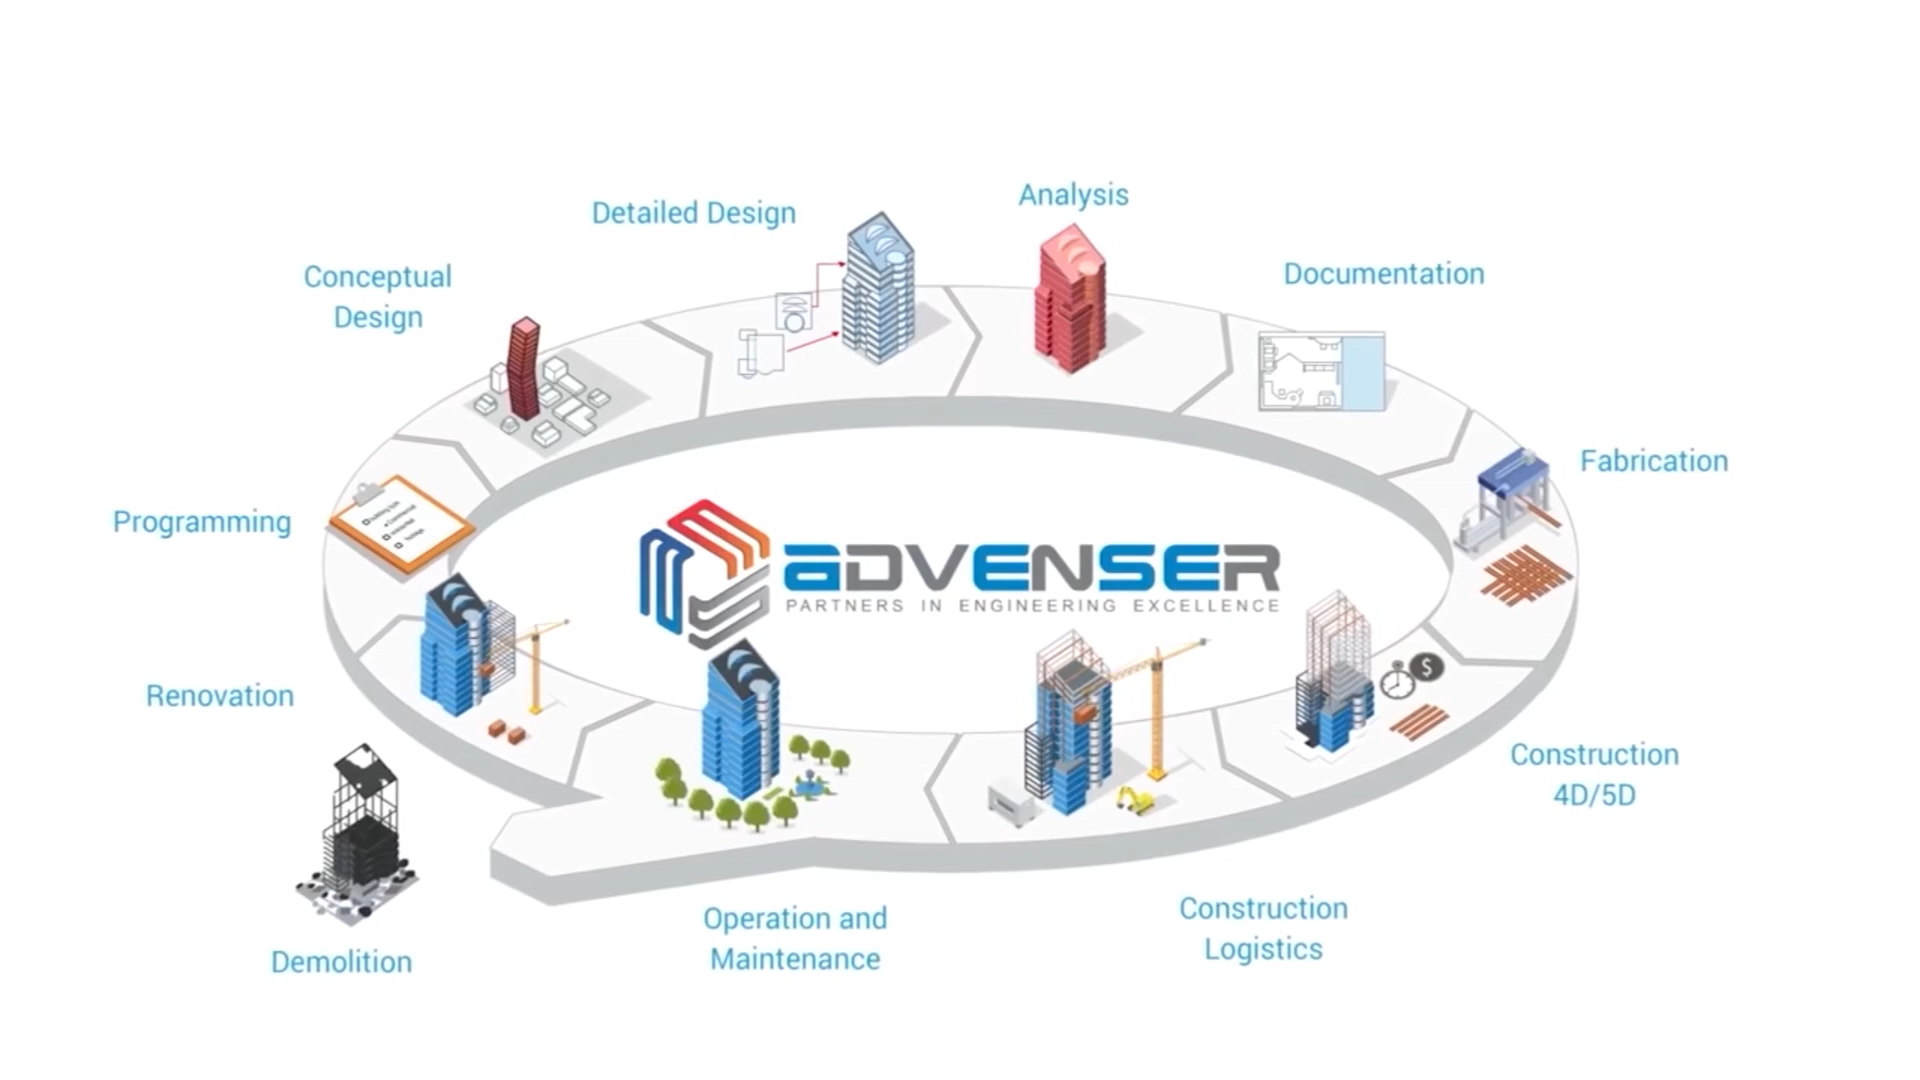 Analysis
Detailed Design
Conceptual
Design
Documentation
Fabrication
Programming
aDVENSER
PARTNERS IN ENGINEERING EXCELLENCE
Renovation
$
Construction
4D/5D
Construction
Logistics
Operation and
Maintenance
Demolition